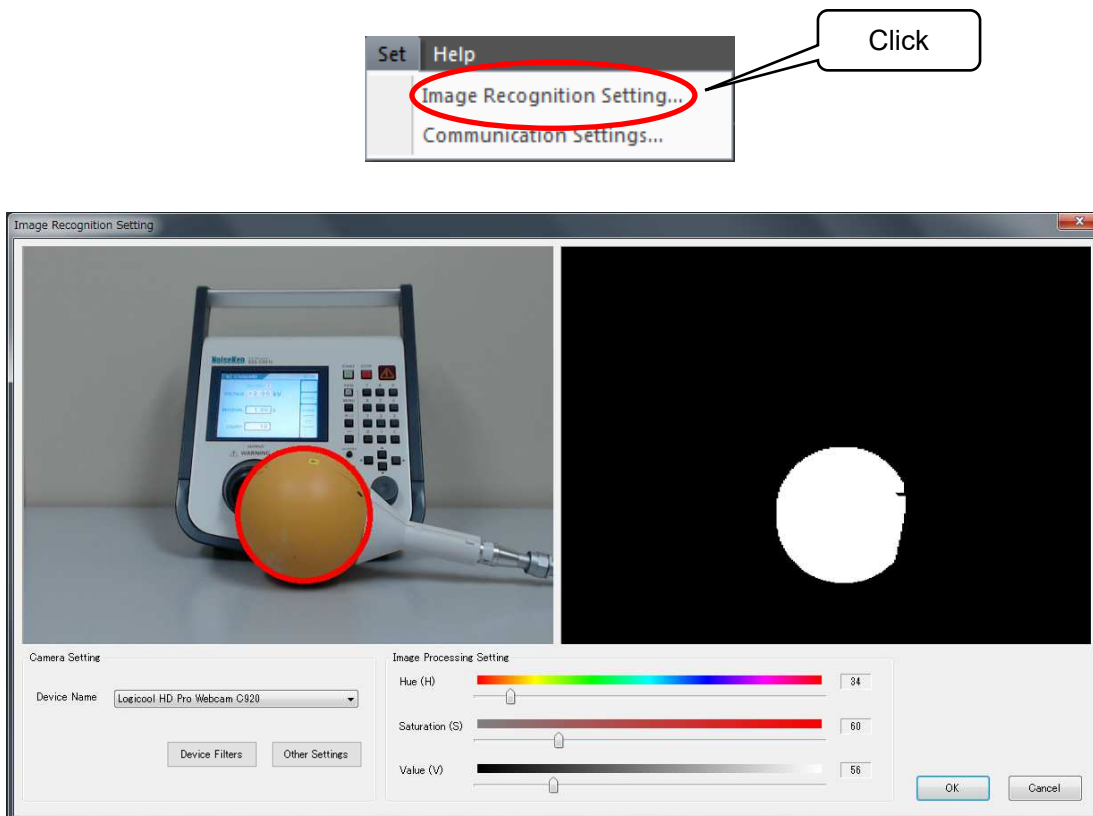 Click
Set Help
Image Recognition Setting...
Communication Settings...
Image Recognition Setting
NoiseKen
WARNING
Camera Setting
Device Name Logicool HD Pro Webcam C920
Device Filters Other Settings
Image Processing Setting
Hue (H) 34
Saturation (S) 60
Value (V) 56
OK Cancel